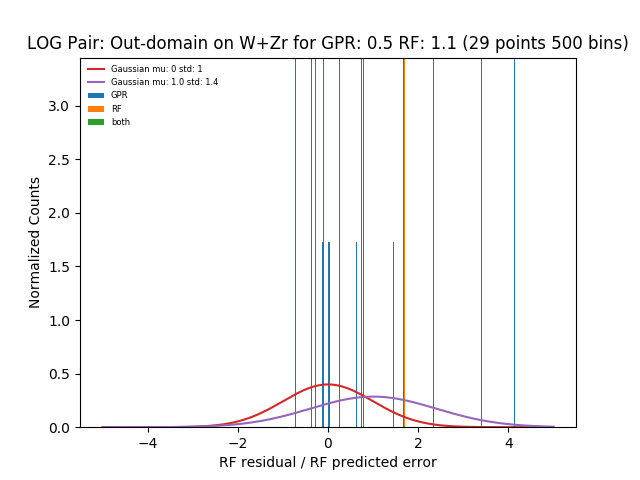 LOG Pair: Out-domain on W+Zr for GPR: 0.5 RF: 1.1 (29 points 500 bins)
Gaussian mu: 0 std: 1
Gaussian mu: 1.0 std: 1.4
GPR
RF
both
3.0
2.5
2.0
1.5
1.0
0.5
0.0
Normalized Counts
−4 −2 0 2 4
RF residual / RF predicted error